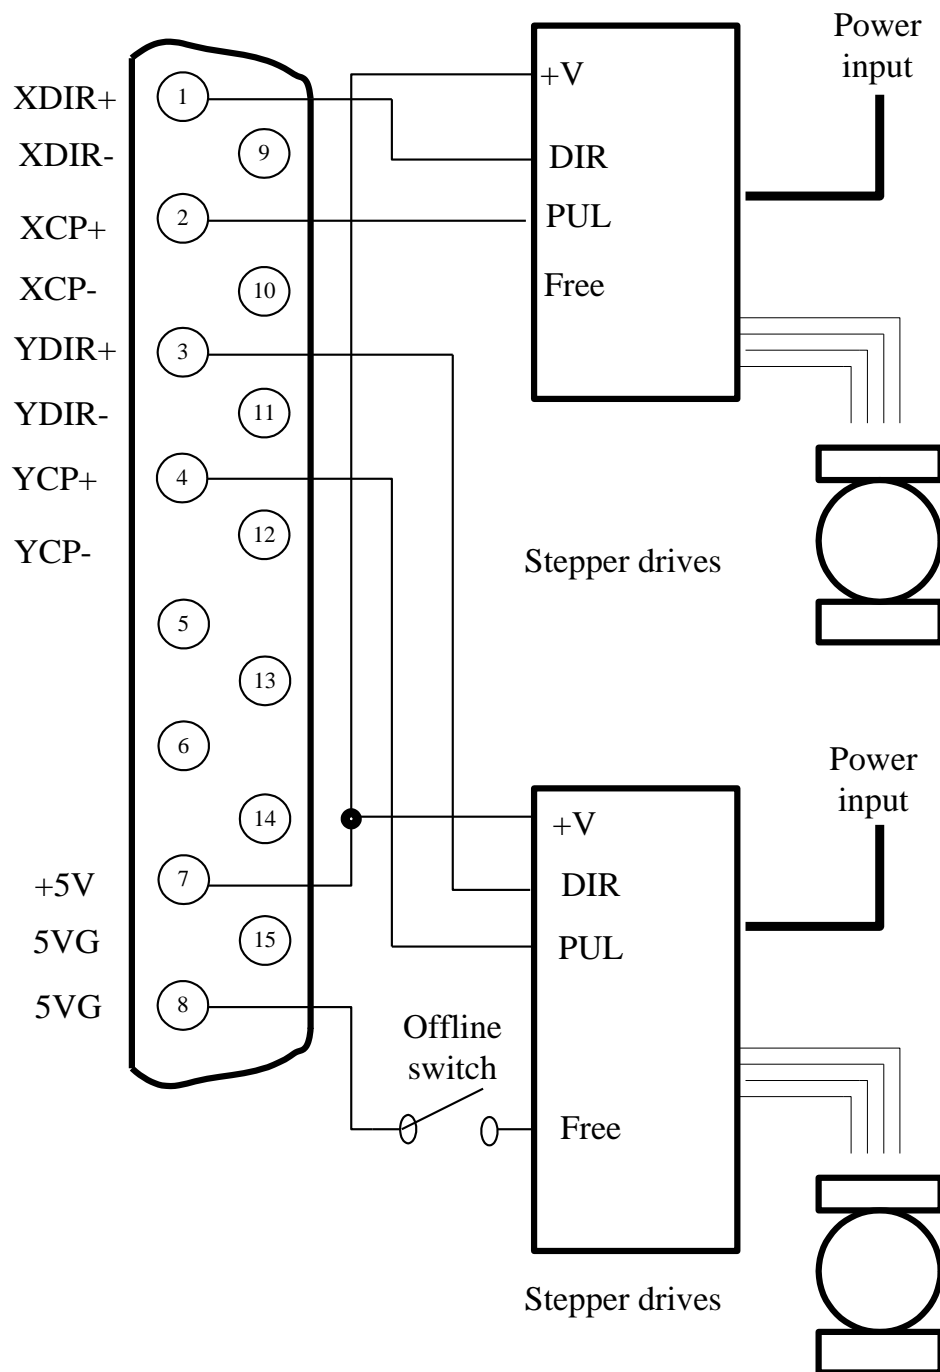 XDIR+
XDIR-
XCP+
XCP-
YDIR+
YDIR-
YCP+
YCP-
+5V
5VG
5VG
1
9
2
10
3
11
4
12
5
13
6
14
7
15
8
+V
DIR
PUL
Free
Power
input
Stepper drives
Power
input
+V
DIR
PUL
Free
Offline
switch
Stepper drives